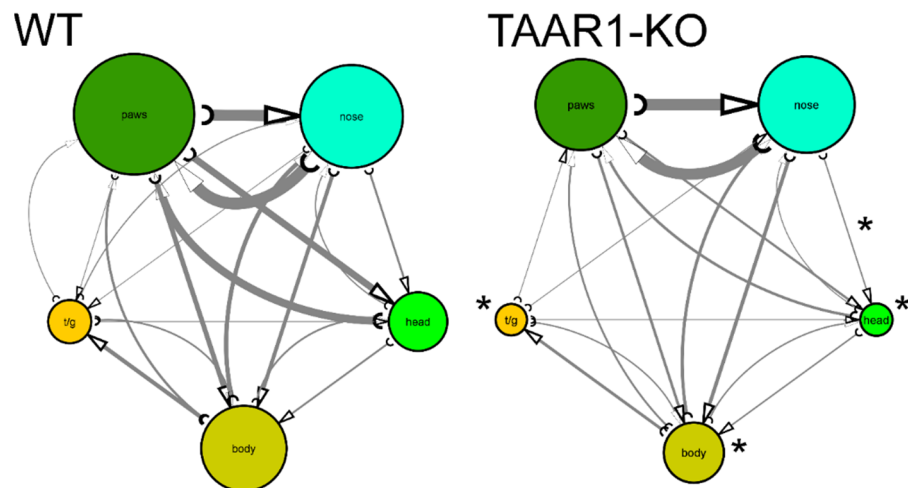 WT
TAAR1-KO
paws
nose
paws
nose
*
t/g
head
*
t/g
head
*
body
body
*